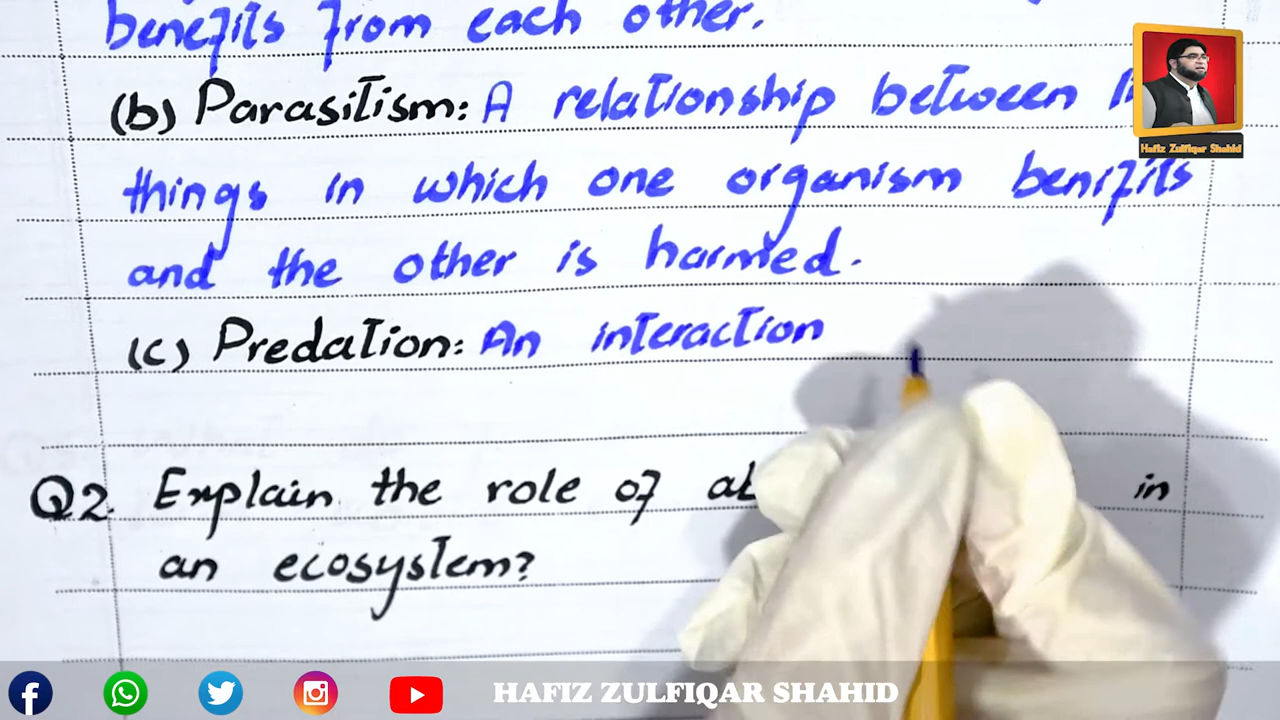 benefits from each other.
(b) Parasitism: A relationship between
things in which one organism benifits
and the other is harmed.
(c) Predation: An interaction
Q2. Explain the role of in
an ecosystem?
Hafiz Zulfiqar Shahid
HAFIZ ZULFIQAR SHAHID